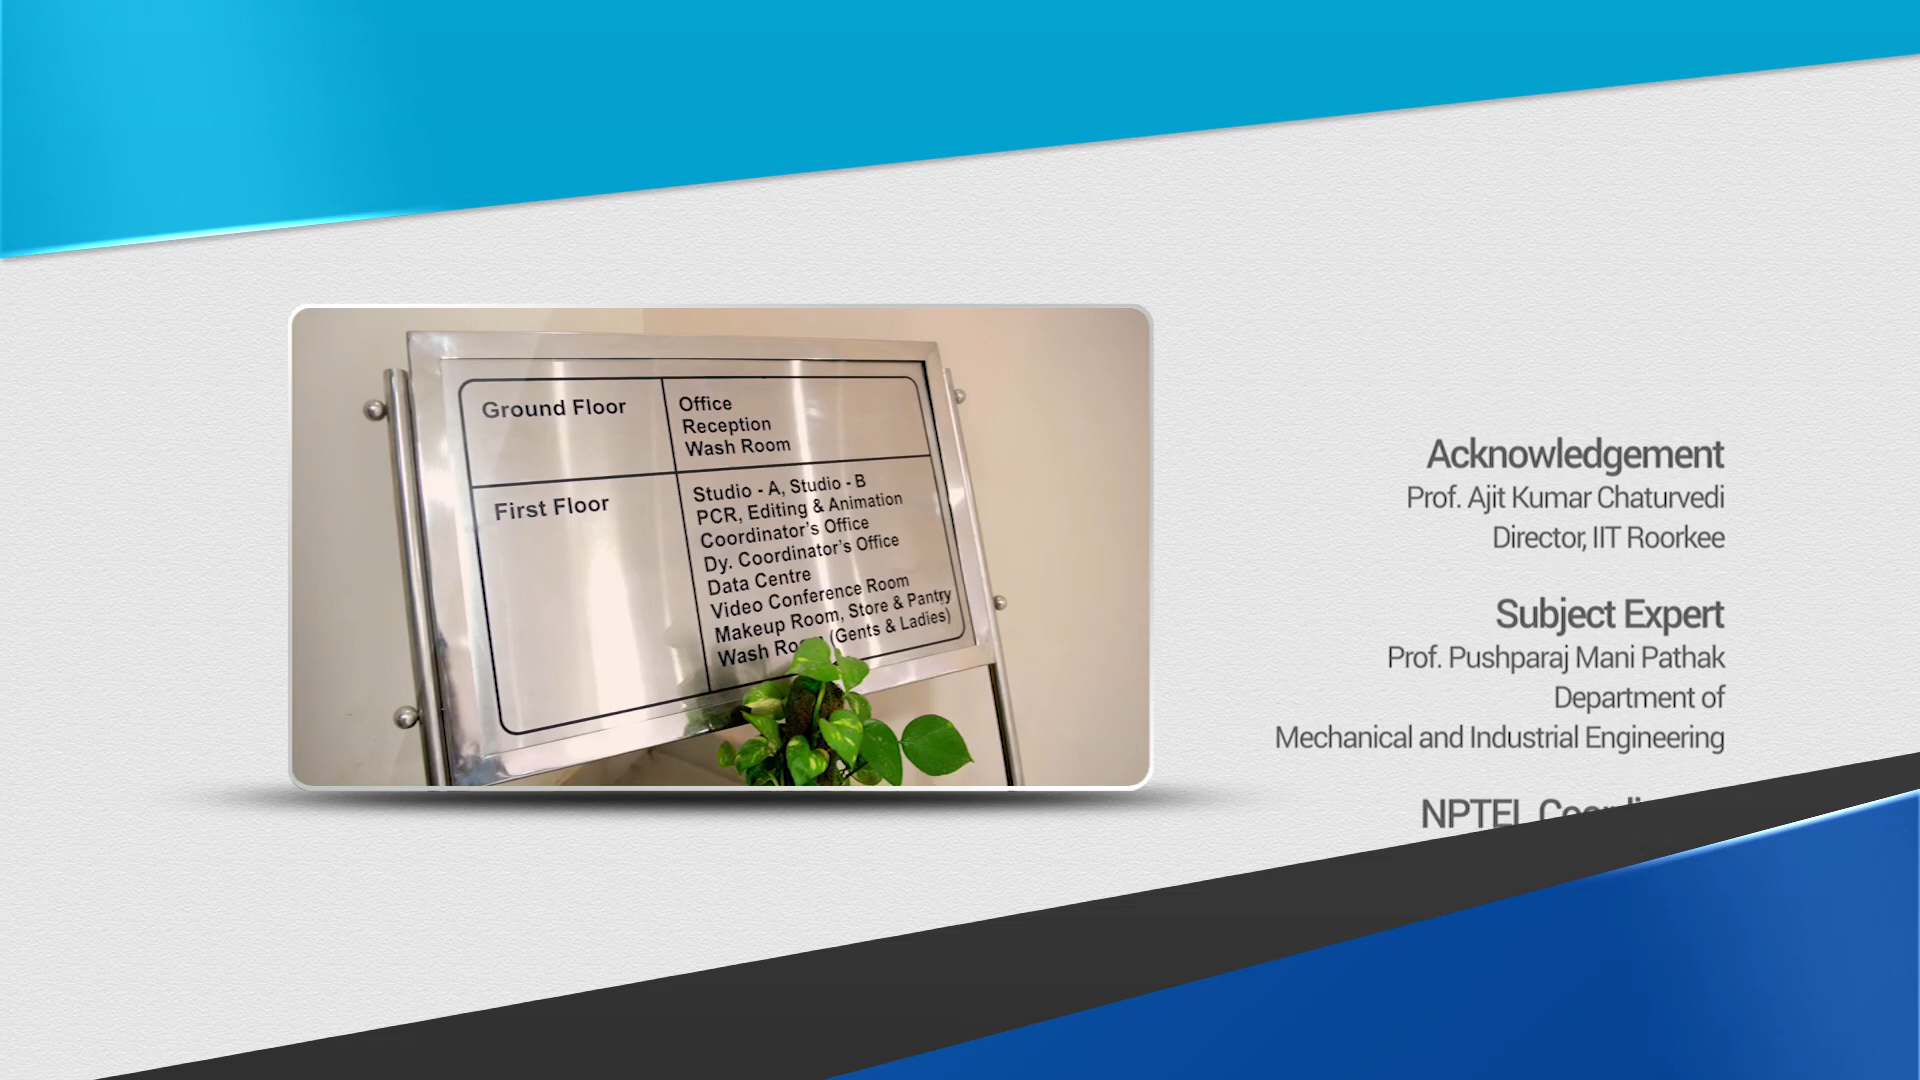 Ground Floor
Office
Reception
Wash Room
First Floor
Studio - A, Studio - B
PCR, Editing & Animation
Coordinator's Office
Dy. Coordinator's Office
Data Centre
Video Conference Room
Makeup Room, Store & Pantry
Wash Room (Gents & Ladies)
Acknowledgement
Prof. Ajit Kumar Chaturvedi
Director, IIT Roorkee
Subject Expert
Prof. Pushparaj Mani Pathak
Department of
Mechanical and Industrial Engineering
NPTEL